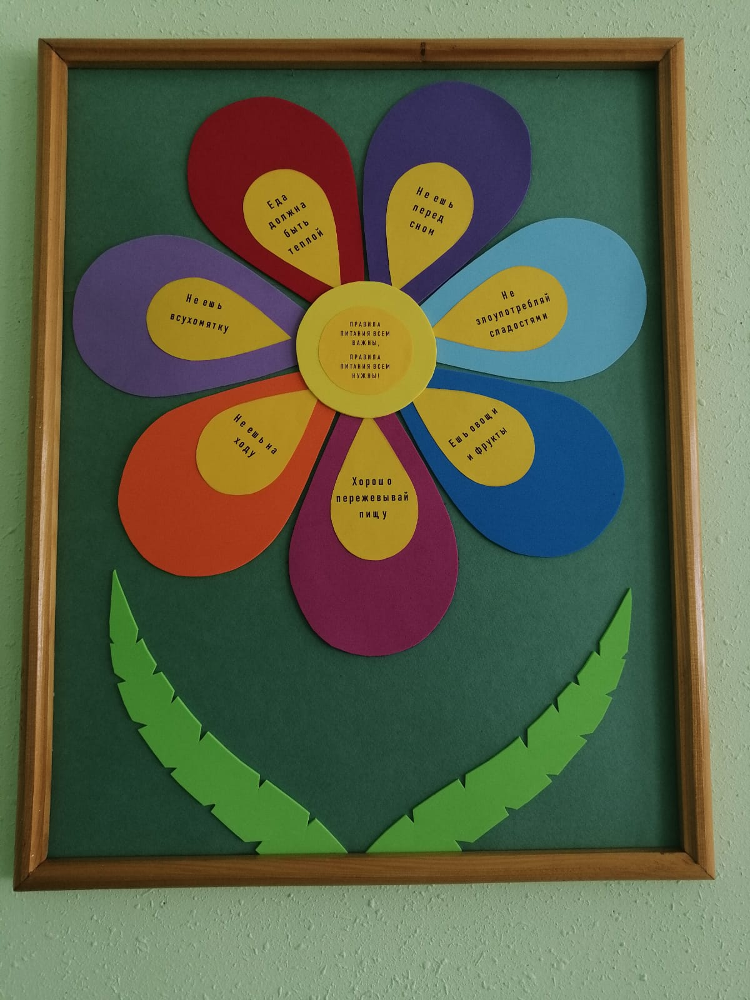 Еда
должна
быть
теплой
Не ешь
перед
сном
Не
злоупотребляй
сладостями
Ешь овощи
и фрукты
Хорошо
пережевывай
пищу
Не ешь на
ходу
Не ешь
всухомятку
ПРАВИЛА
ПИТАНИЯ ВСЕМ
ВАЖНЫ,
ПРАВИЛА
ПИТАНИЯ ВСЕМ
НУЖНЫ!